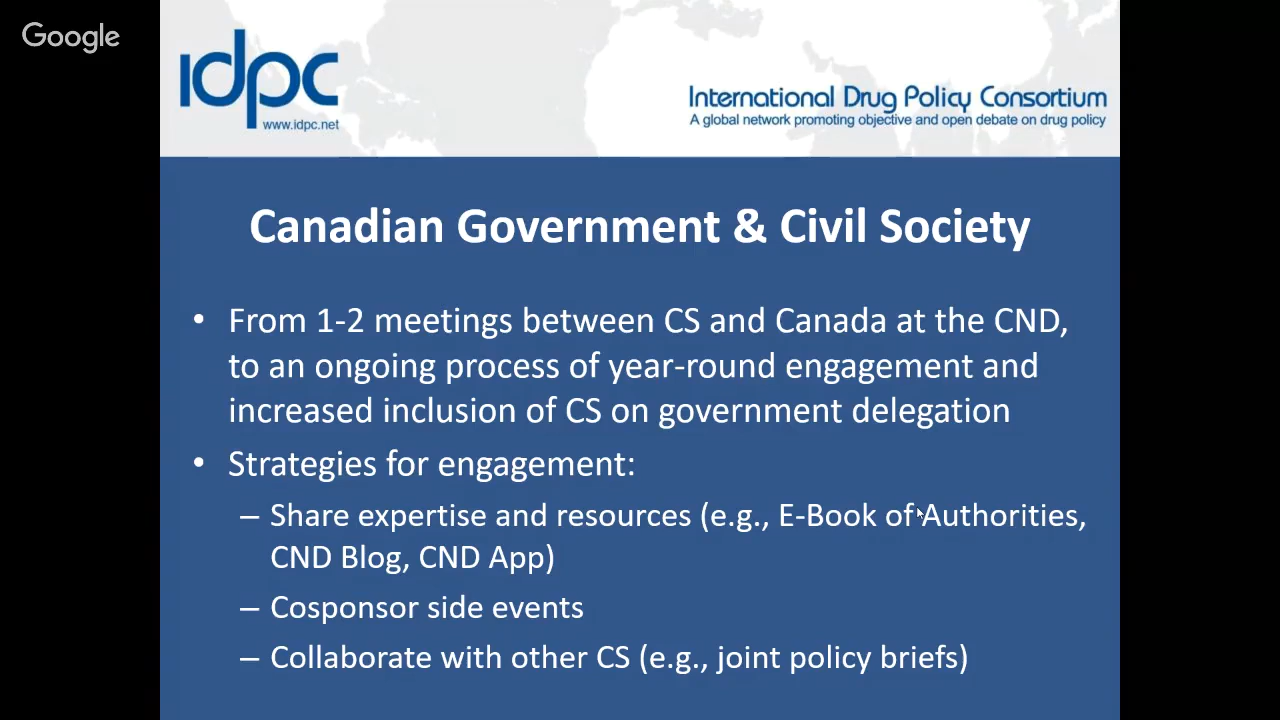 Google
idpc
www.idpc.net
International Drug Policy Consortium
A global network promoting objective and open debate on drug policy
Canadian Government & Civil Society
• From 1-2 meetings between CS and Canada at the CND,
to an ongoing process of year-round engagement and
increased inclusion of CS on government delegation
• Strategies for engagement:
– Share expertise and resources (e.g., E-Book of Authorities,
CND Blog, CND App)
– Cosponsor side events
– Collaborate with other CS (e.g., joint policy briefs)